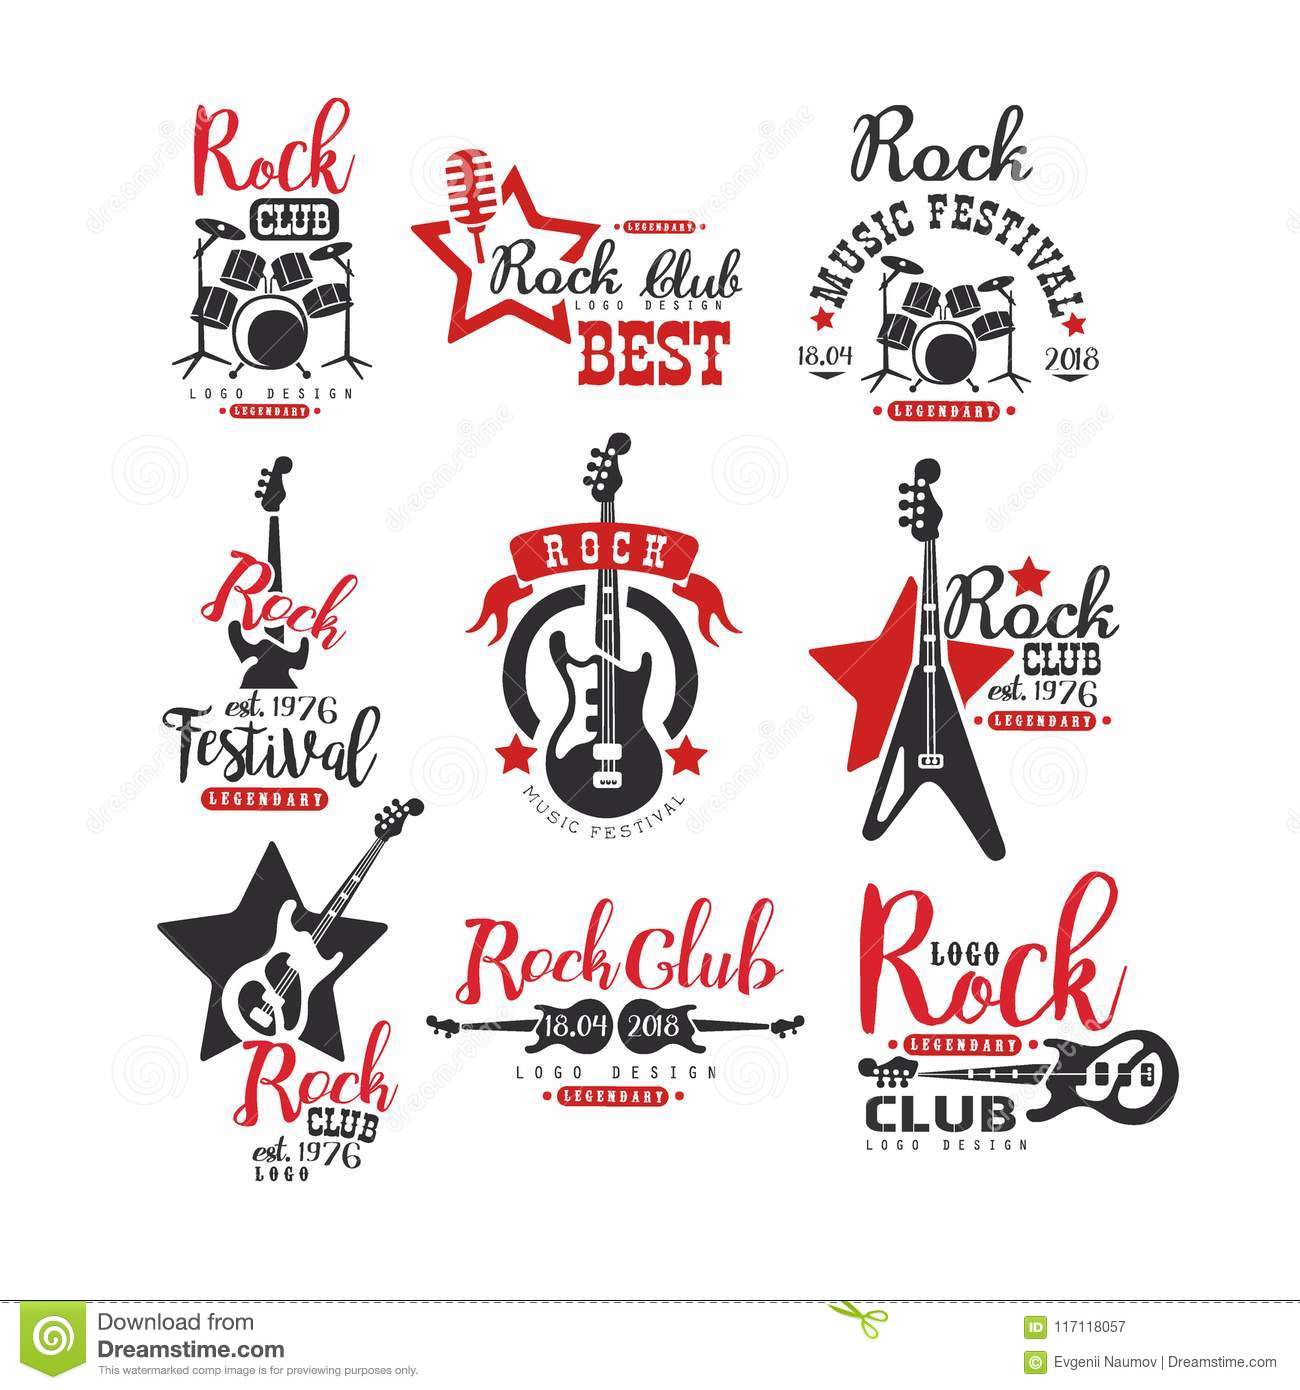 Rock
CLUB
LOGO DESIGN
LEGENDARY
LEGENDARY
Rock Club
LOGO DESIGN
BEST
Rock
MUSIC FESTIVAL
18.04
2018
LEGENDARY
Rock
est. 1976
Festival
LEGENDARY
ROCK
MUSIC FESTIVAL
Rock
CLUB
est. 1976
LEGENDARY
Rock
CLUB
est. 1976
LOGO
Rock Club
18.04 2018
LOGO DESIGN
LEGENDARY
LOGO
Rock
LEGENDARY
CLUB
LOGO DESIGN
Download from
Dreamstime.com
This watermarked comp image is for previewing purposes only.
ID 117118057
© Evgenii Naumov | Dreamstime.com